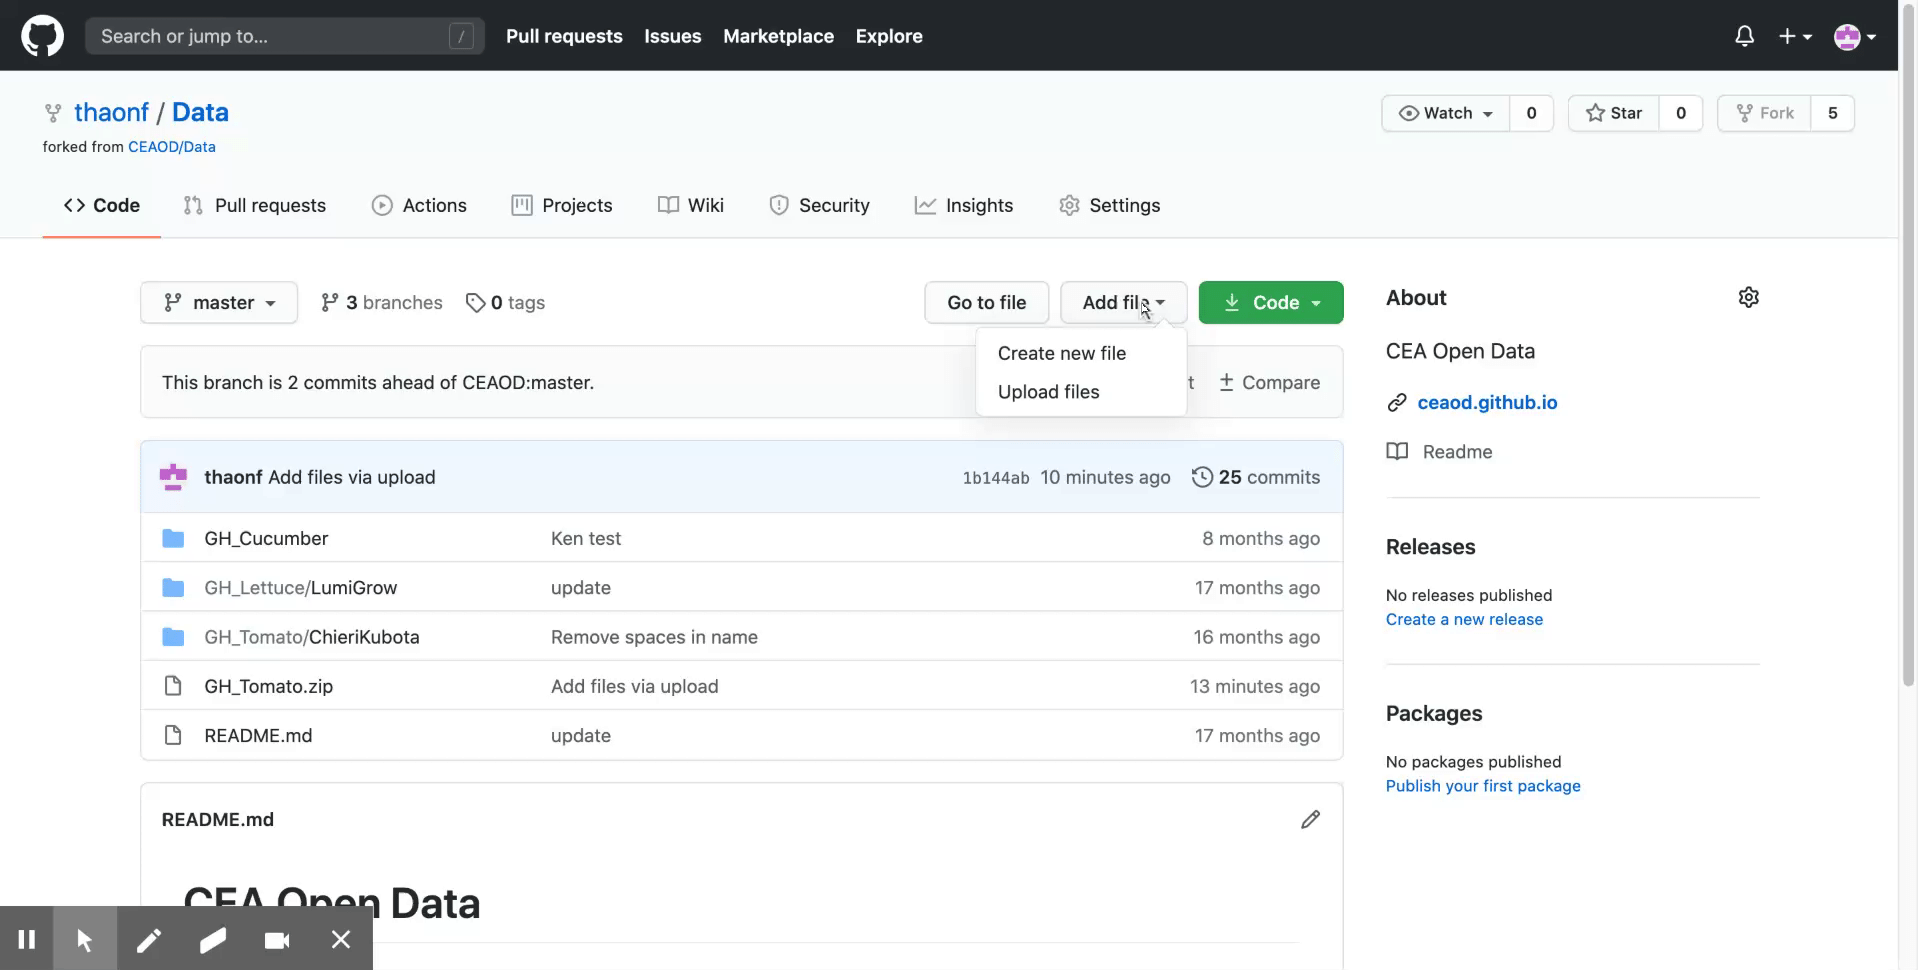 Search or jump to... / Pull requests Issues Marketplace Explore
thaonf / Data Watch 0 Star 0 Fork 5
forked from CEAOD/Data
Code Pull requests Actions Projects Wiki Security Insights Settings
master 3 branches 0 tags Go to file Add file Code About
Create new file
CEA Open Data
This branch is 2 commits ahead of CEAOD:master. Compare
Upload files
ceaod.github.io
Readme
thaonf Add files via upload 1b144ab 10 minutes ago 25 commits
GH_Cucumber Ken test 8 months ago
Releases
GH_Lettuce/LumiGrow update 17 months ago
No releases published
Create a new release
GH_Tomato/ChieriKubota Remove spaces in name 16 months ago
GH_Tomato.zip Add files via upload 13 minutes ago
Packages
README.md update 17 months ago
No packages published
Publish your first package
README.md
CEA Open Data